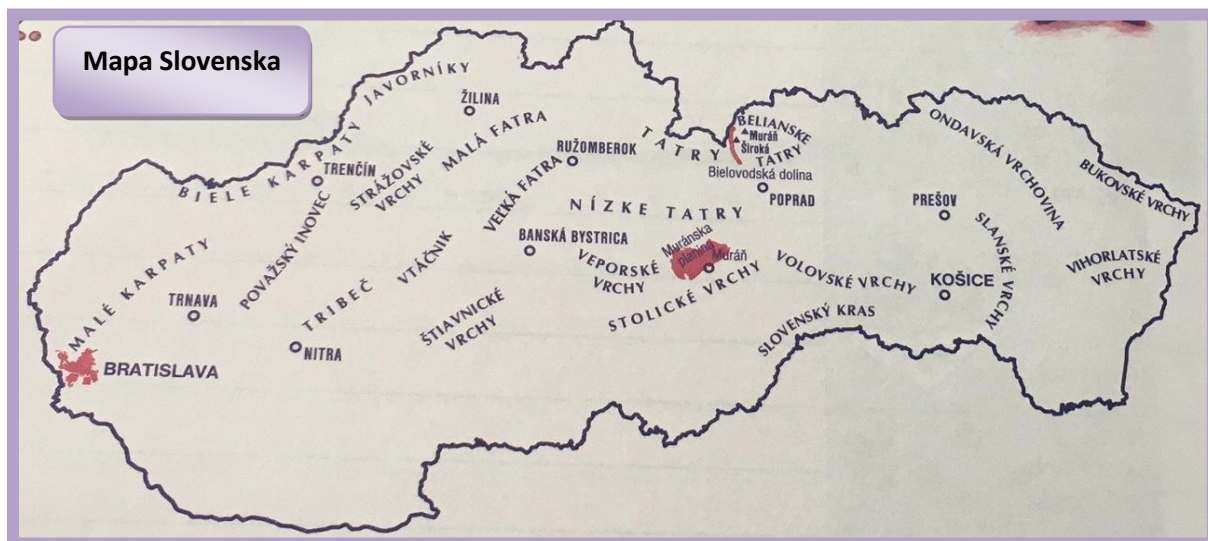 Mapa Slovenska
JAVORNÍKY
ŽILINA
BIELE KARPATY
TRENČÍN
STRÁŽOVSKÉ
VRCHY
MALÁ FATRA
RUŽOMBEROK
TATRY
BELIANSKE
TATRY
Muráň
Široká
Bielovodská dolina
POPRAD
ONDAVSKÁ VRCHOVINA
BUKOVSKÉ VRCHY
PREŠOV
VEĽKÁ FATRA
NÍZKE TATRY
POVAŽSKÝ INOVEC
MALÉ KARPATY
TRNAVA
TRIBEČ
VTÁČNIK
BANSKÁ BYSTRICA
VEPORSKÉ
VRCHY
Muránska
planina
Muráň
STOLICKÉ VRCHY
VOLOVSKÉ VRCHY
KOŠICE
SLANSKÉ VRCHY
VIHORLATSKÉ
VRCHY
ŠTIAVNICKÉ
VRCHY
SLOVENSKÝ KRAS
NITRA
BRATISLAVA